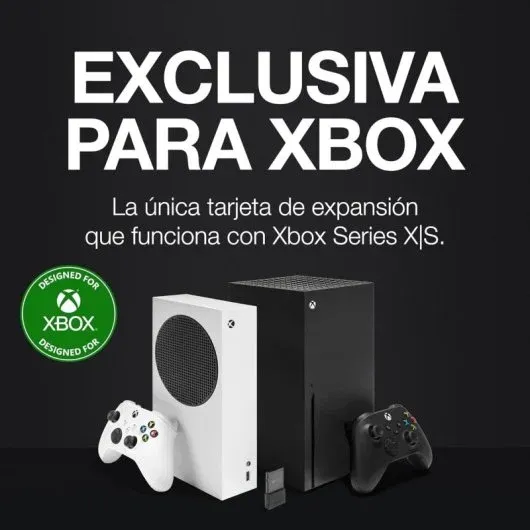 EXCLUSIVA
PARA XBOX
La única tarjeta de expansión
que funciona con Xbox Series X|S.
DESIGNED FOR
XBOX
DESIGNED FOR